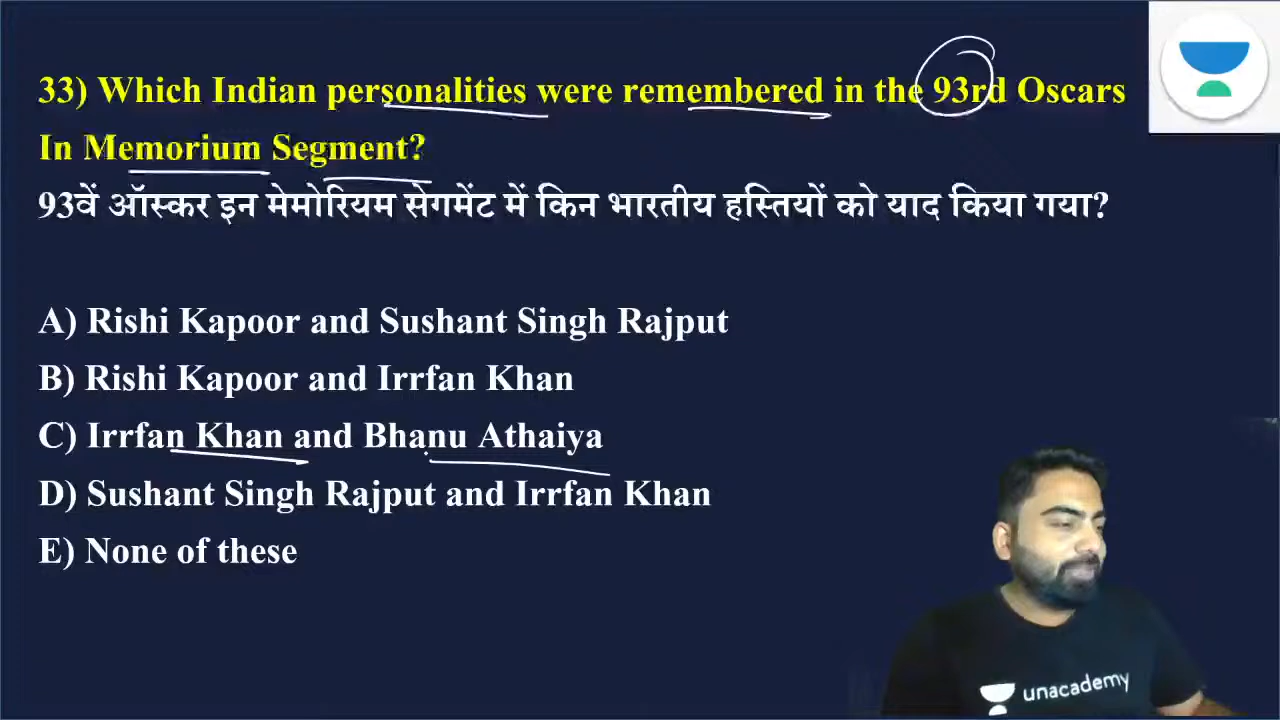 33) Which Indian personalities were remembered in the 93rd Oscars
In Memorium Segment?
93वें ऑस्कर इन मेमोरियम सेगमेंट में किन भारतीय हस्तियों को याद किया गया?
A) Rishi Kapoor and Sushant Singh Rajput
B) Rishi Kapoor and Irrfan Khan
C) Irrfan Khan and Bhanu Athaiya
D) Sushant Singh Rajput and Irrfan Khan
E) None of these
unacademy